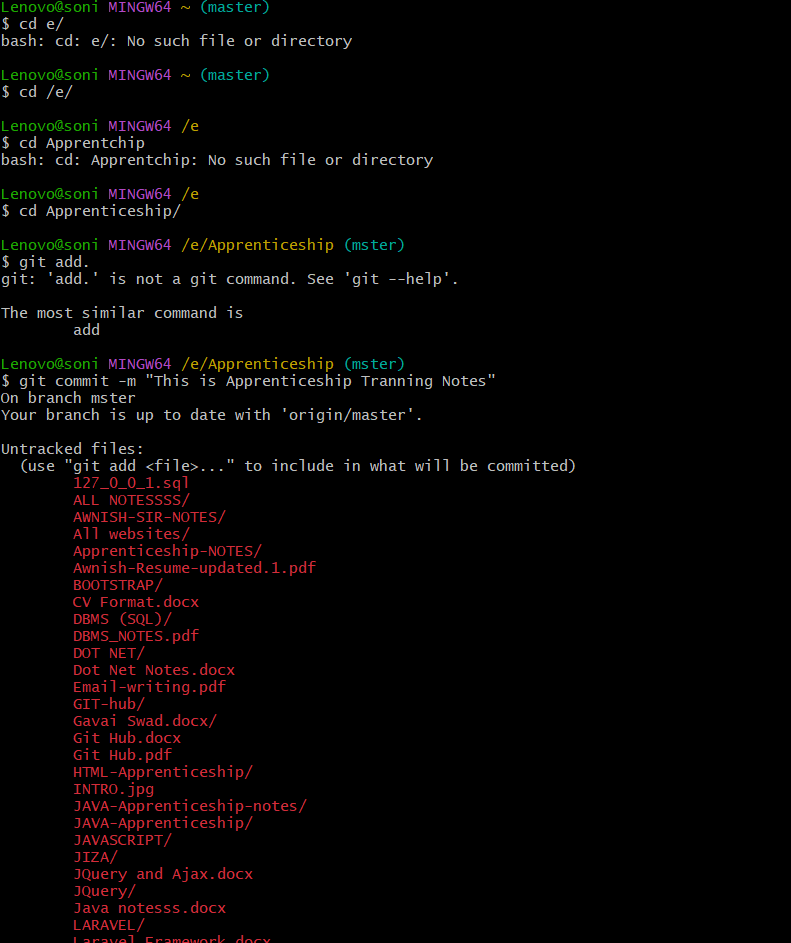 Lenovo@soni MINGW64 ~ (master)
$ cd e/
bash: cd: e/: No such file or directory
Lenovo@soni MINGW64 ~ (master)
$ cd /e/
Lenovo@soni MINGW64 /e
$ cd Apprentchip
bash: cd: Apprentchip: No such file or directory
Lenovo@soni MINGW64 /e
$ cd Apprenticeship/
Lenovo@soni MINGW64 /e/Apprenticeship (mster)
$ git add.
git: 'add.' is not a git command. See 'git --help'.
The most similar command is
add
Lenovo@soni MINGW64 /e/Apprenticeship (mster)
$ git commit -m "This is Apprenticeship Tranning Notes"
On branch mster
Your branch is up to date with 'origin/master'.
Untracked files:
(use "git add <file>..." to include in what will be committed)
127_0_0_1.sql
ALL NOTESSSS/
AWNISH-SIR-NOTES/
All websites/
Apprenticeship-NOTES/
Awnish-Resume-updated.1.pdf
BOOTSTRAP/
CV Format.docx
DBMS (SQL)/
DBMS_NOTES.pdf
DOT NET/
Dot Net Notes.docx
Email-writing.pdf
GIT-hub/
Gavai Swad.docx/
Git Hub.docx
Git Hub.pdf
HTML-Apprenticeship/
INTRO.jpg
JAVA-Apprenticeship-notes/
JAVA-Apprenticeship/
JAVASCRIPT/
JIZA/
JQuery and Ajax.docx
JQuery/
Java notesss.docx
LARAVEL/
Laravel Framework.docx